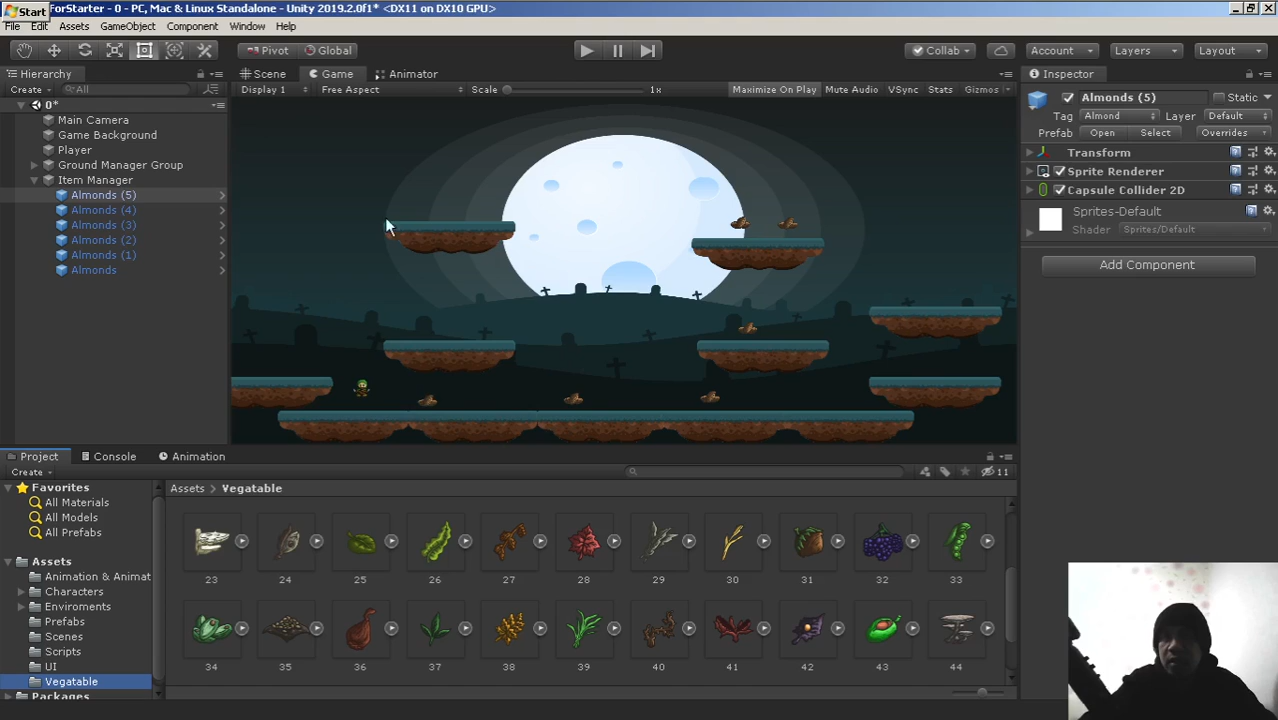 Start ForStarter - 0 - PC, Mac & Linux Standalone - Unity 2019.2.0f1* <DX11 on DX10 GPU>
File Edit Assets GameObject Component Window Help
Pivot Global Collab Account Layers Layout
Hierarchy Scene Game Animator Inspector
Create All Display 1 Free Aspect Scale 1x Maximize On Play Mute Audio VSync Stats Gizmos
Almonds (5) Static
0*
Tag Almond Layer Default
Main Camera
Prefab Open Select Overrides
Game Background
Player
Transform
Ground Manager Group
Sprite Renderer
Item Manager
Capsule Collider 2D
Almonds (5)
Almonds (4)
Sprites-Default
Almonds (3)
Shader Sprites/Default
Almonds (2)
Almonds (1)
Add Component
Almonds
Project Console Animation
Create 11
Favorites
Assets > Vegatable
All Materials
All Models
All Prefabs
Assets
Animation & Animat
23 24 25 26 27 28 29 30 31 32 33
Characters
Enviroments
Prefabs
Scenes
Scripts
UI
34 35 36 37 38 39 40 41 42 43 44
Vegatable
Packages